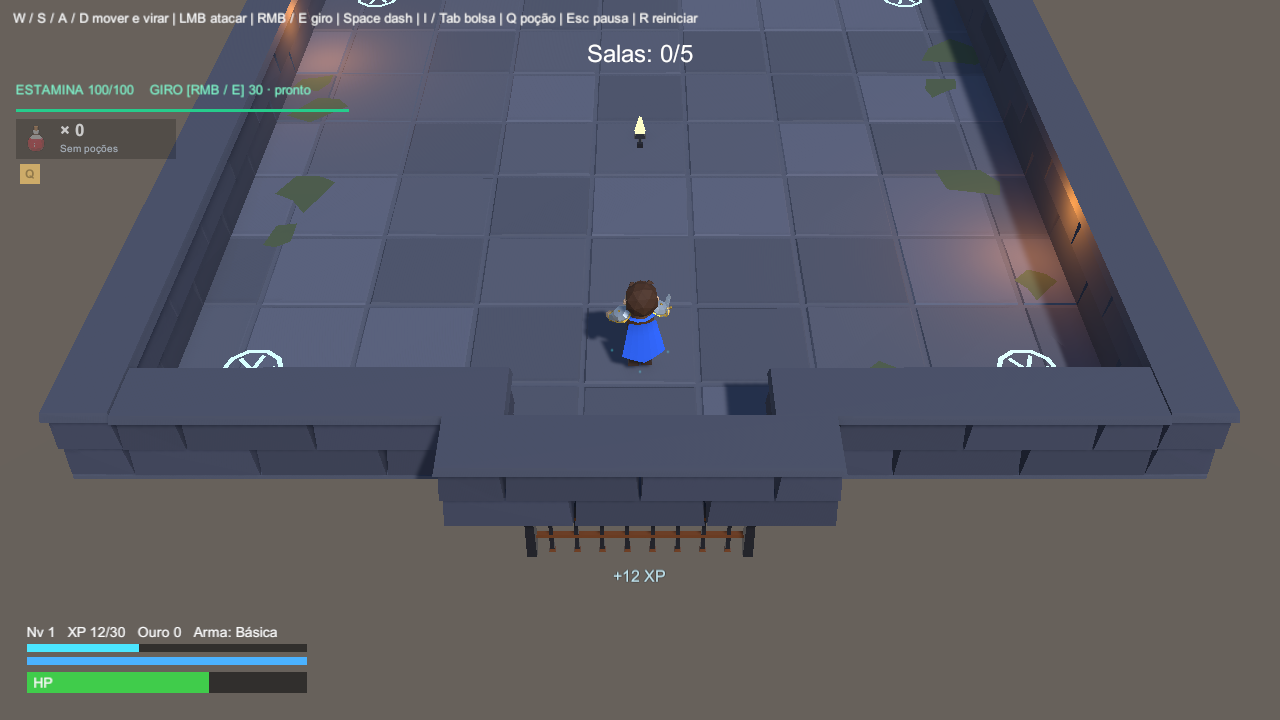 W / S / A / D mover e virar | LMB atacar | RMB / E giro | Space dash | I / Tab bolsa | Q poção | Esc pausa | R reiniciar
Salas: 0/5
ESTAMINA 100/100 GIRO [RMB / E] 30 · pronto
× 0
Sem poções
Q
+12 XP
Nv 1 XP 12/30 Ouro 0 Arma: Básica
HP